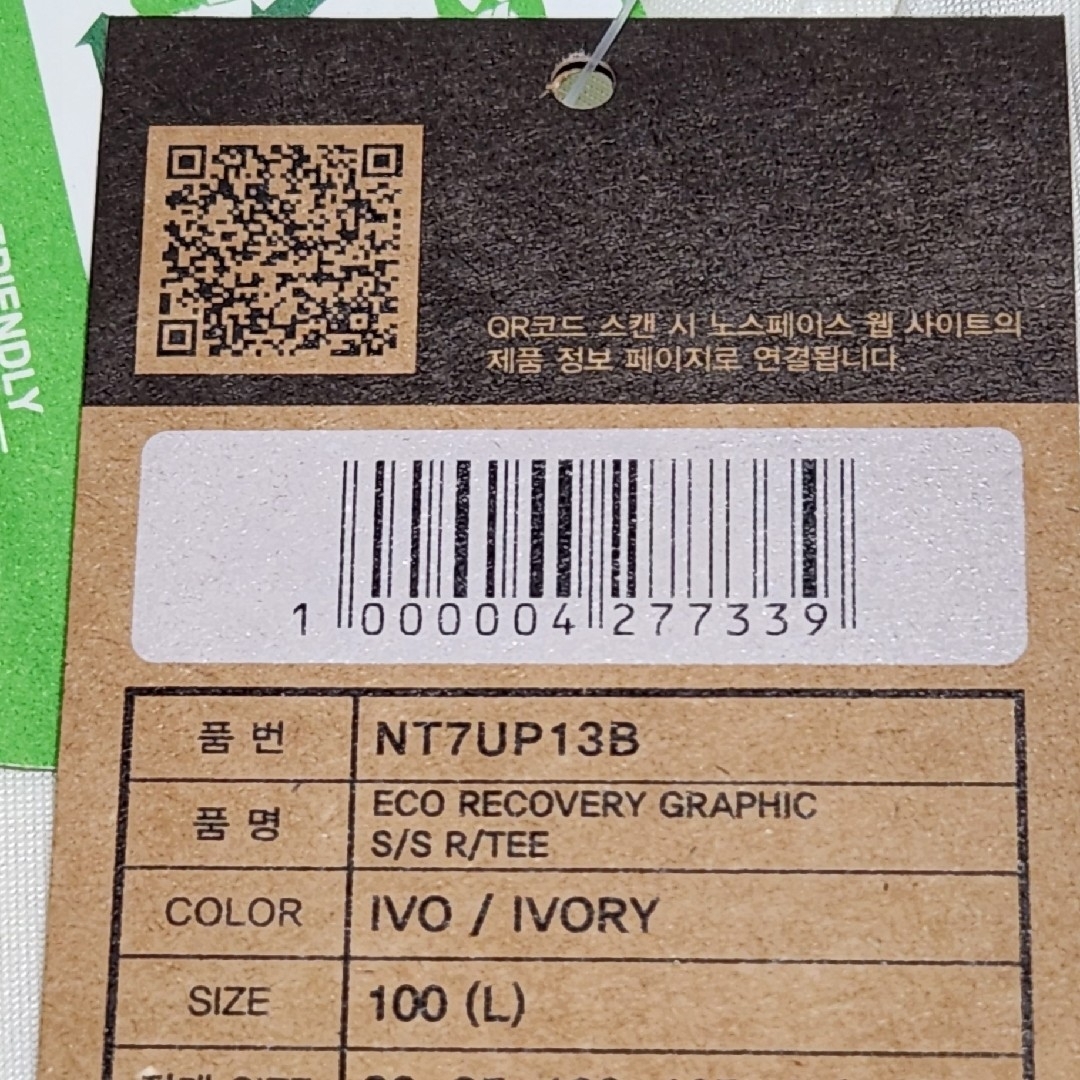 FRIENDLY
QR코드 스캔 시 노스페이스 웹 사이트의
제품 정보 페이지로 연결됩니다.
1 000004 277339
품 번 NT7UP13B
품 명 ECO RECOVERY GRAPHIC
S/S R/TEE
COLOR IVO / IVORY
SIZE 100 (L)
SIZE